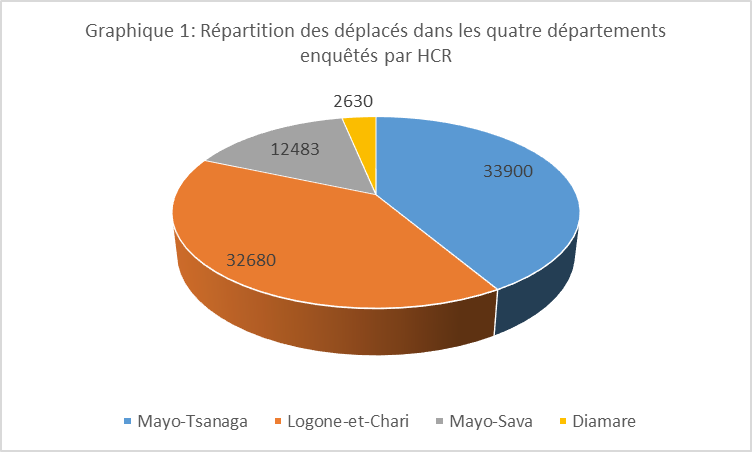 Graphique 1: Répartition des déplacés dans les quatre départements
enquêtés par HCR
2630
12483
33900
32680
Mayo-Tsanaga Logone-et-Chari Mayo-Sava Diamare